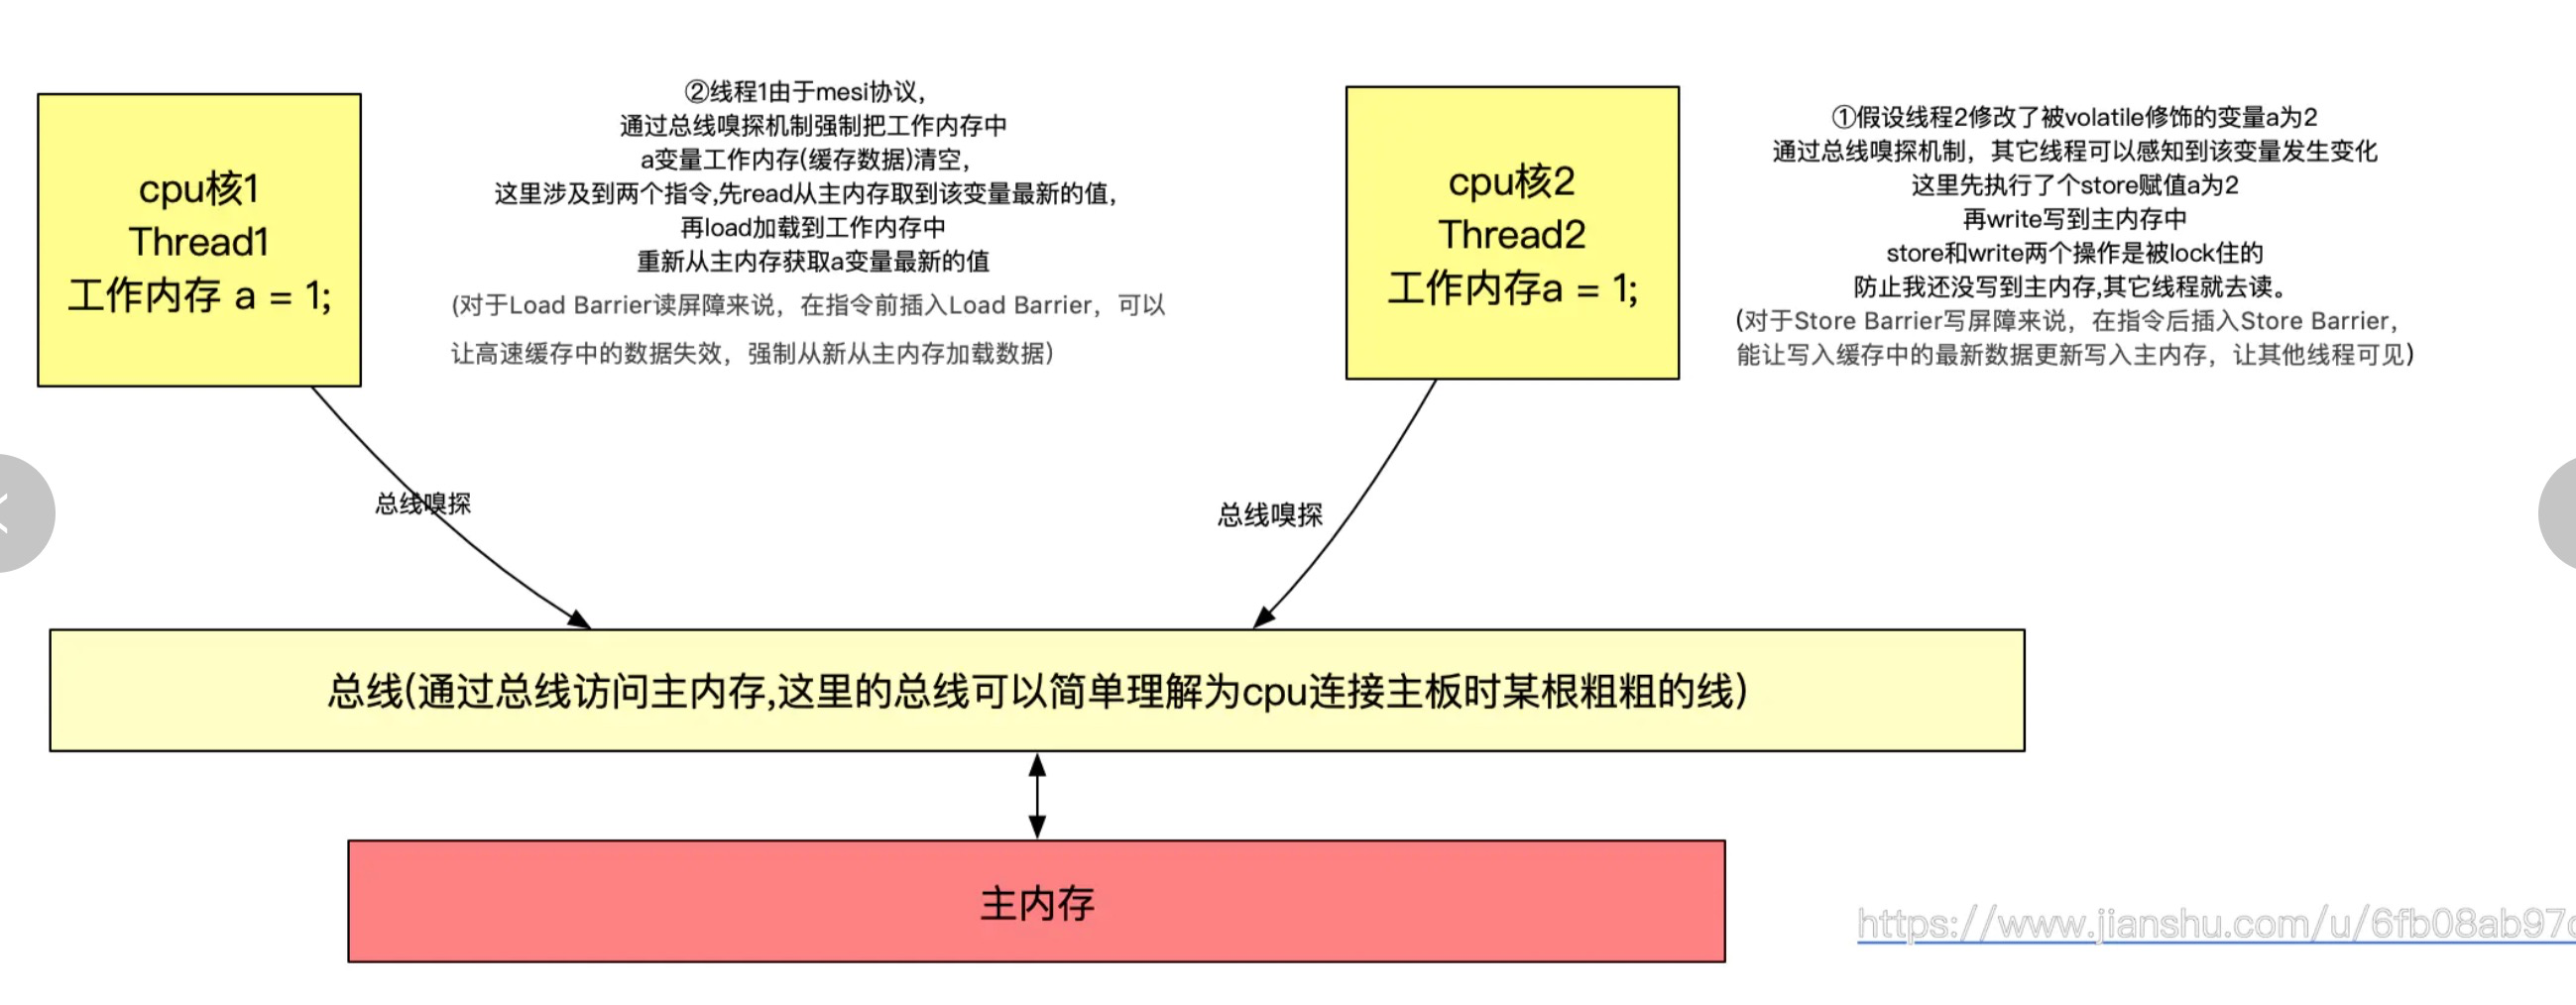 cpu核1
Thread1
工作内存 a = 1;
②线程1由于mesi协议，
通过总线嗅探机制强制把工作内存中
a变量工作内存(缓存数据)清空，
这里涉及到两个指令,先read从主内存取到该变量最新的值，
再load加载到工作内存中
重新从主内存获取a变量最新的值
(对于Load Barrier读屏障来说，在指令前插入Load Barrier，可以
让高速缓存中的数据失效，强制从新从主内存加载数据）
cpu核2
Thread2
工作内存a = 1;
①假设线程2修改了被volatile修饰的变量a为2
通过总线嗅探机制，其它线程可以感知到该变量发生变化
这里先执行了个store赋值a为2
再write写到主内存中
store和write两个操作是被lock住的
防止我还没写到主内存,其它线程就去读。
(对于Store Barrier写屏障来说，在指令后插入Store Barrier，
能让写入缓存中的最新数据更新写入主内存，让其他线程可见）
总线嗅探
总线嗅探
总线(通过总线访问主内存,这里的总线可以简单理解为cpu连接主板时某根粗粗的线）
主内存
https://www.jianshu.com/u/6fb08ab97